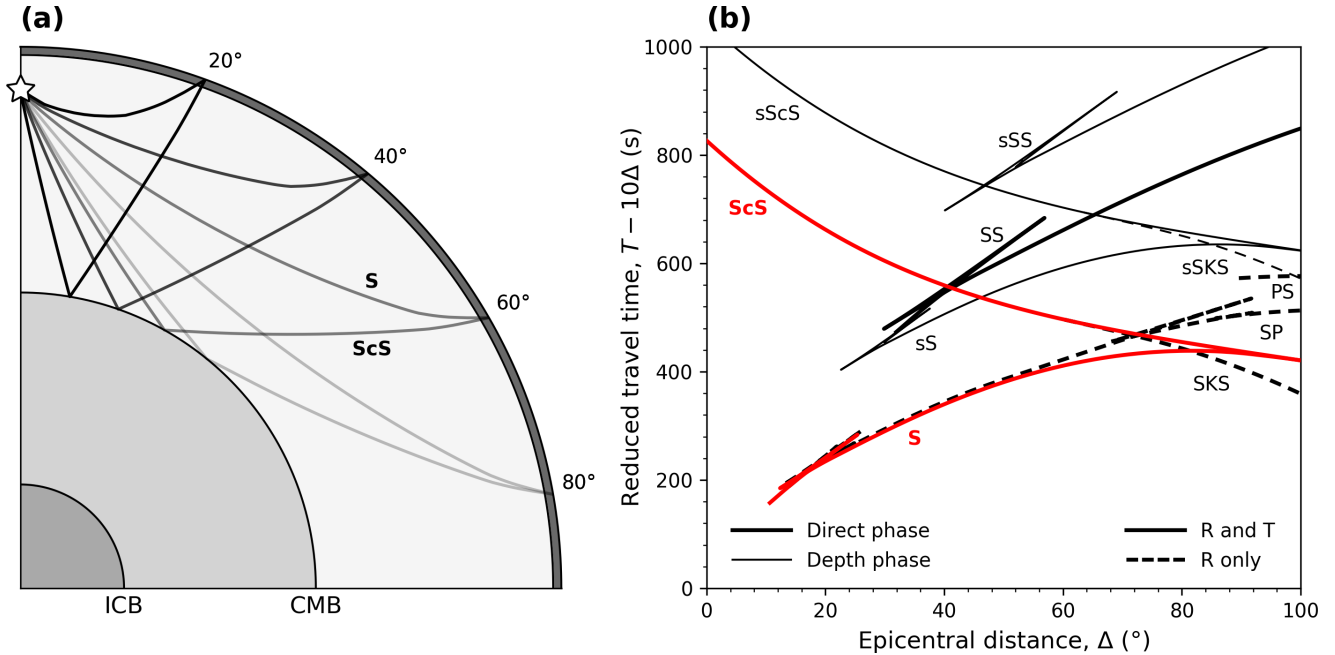 (a)
20°
40°
60°
80°
S
ScS
ICB
CMB
(b)
Reduced travel time, T − 10Δ (s)
1000
800
600
400
200
0
sScS
sSS
ScS
SS
sS
sSKS
PS
SP
SKS
S
Direct phase
Depth phase
R and T
R only
0
20
40
60
80
100
Epicentral distance, Δ (°)